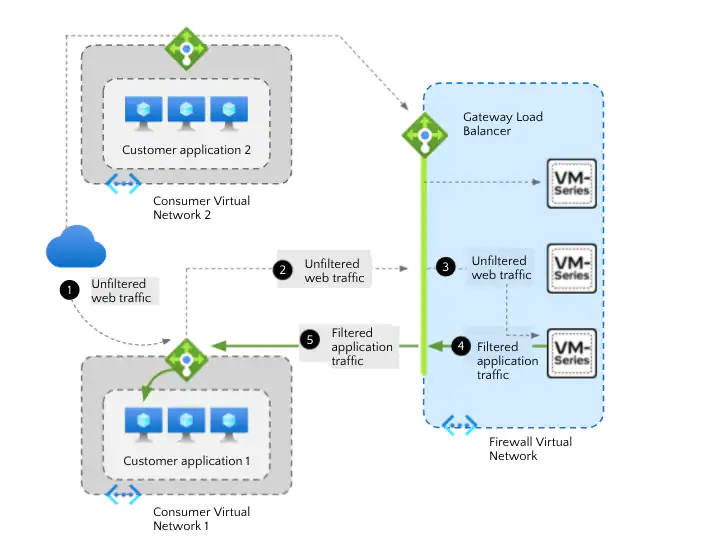 Customer application 2
Consumer Virtual
Network 2
Gateway Load
Balancer
VM-
Series
1
Unfiltered
web traffic
2
Unfiltered
web traffic
3
Unfiltered
web traffic
VM-
Series
5
Filtered
application
traffic
4
Filtered
application
traffic
VM-
Series
Customer application 1
Consumer Virtual
Network 1
Firewall Virtual
Network